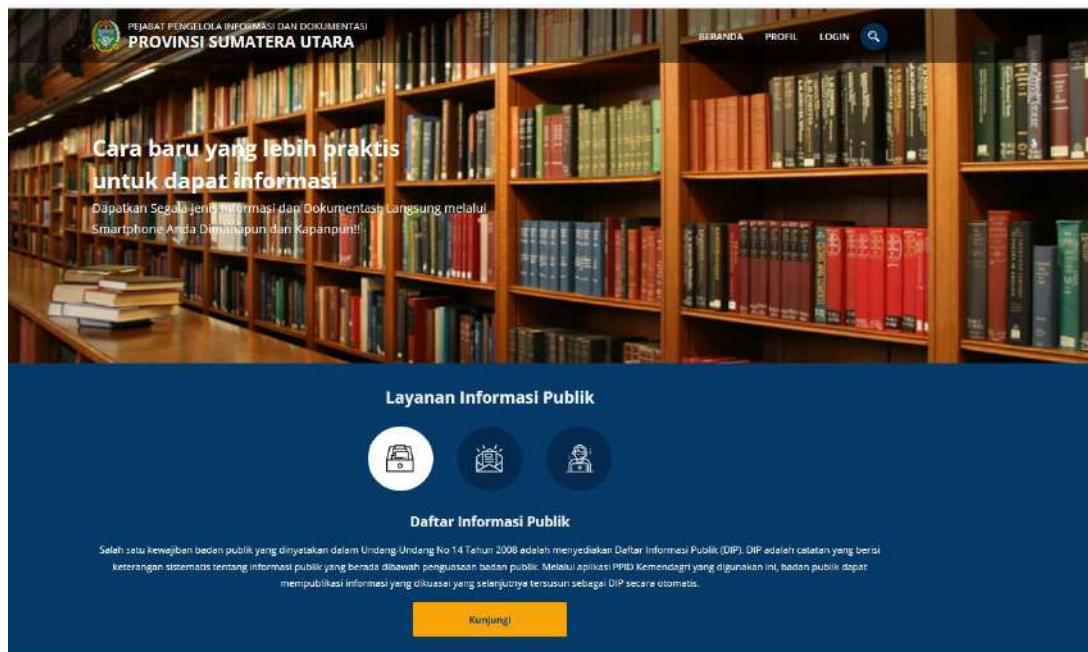 PEJABAT PENGELOLA INFORMASI DAN DOKUMENTASI
PROVINSI SUMATERA UTARA
BERANDA PROFIL LOGIN
Cara baru yang lebih praktis
untuk dapat informasi
Dapatkan Segala jenis Informasi dan Dokumentasi Langsung melalui
Smartphone Anda Dimanapun dan Kapanpun!!
Layanan Informasi Publik
Daftar Informasi Publik
Salah satu kewajiban badan publik yang dinyatakan dalam Undang-Undang No 14 Tahun 2008 adalah menyediakan Daftar Informasi Publik (DIP). DIP adalah catatan yang berisi
keterangan sistematis tentang informasi publik yang berada dibawah penguasaan badan publik. Melalui aplikasi PPID Kemendagri yang digunakan ini, badan publik dapat
mempublikasi informasi yang dikuasai yang selanjutnya tersusun sebagai DIP secara otomatis.
Kunjungi